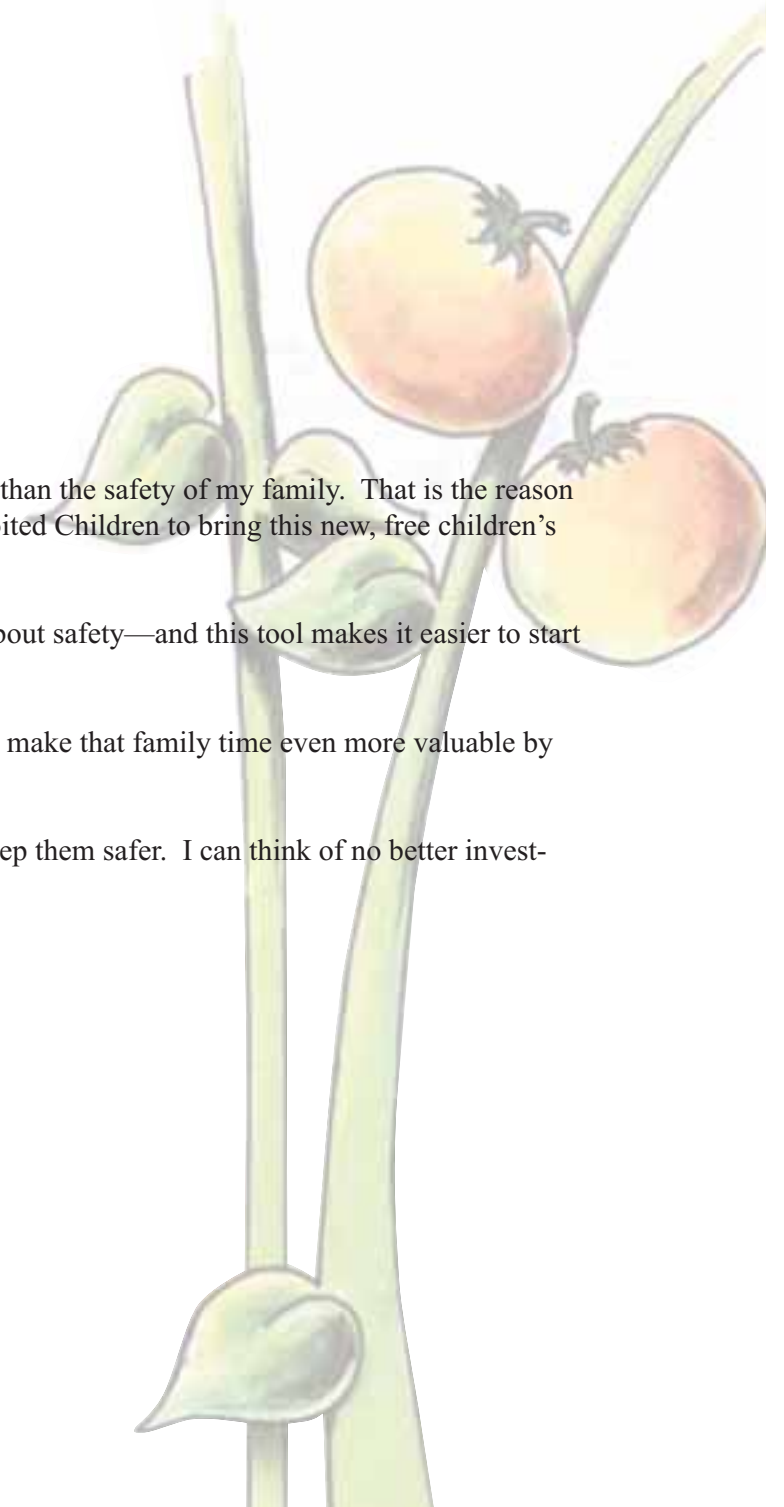 than the safety of my family.  That is the reason
ited Children to bring this new, free children’s
out safety—and this tool makes it easier to start
make that family time even more valuable by
ep them safer.  I can think of no better invest-